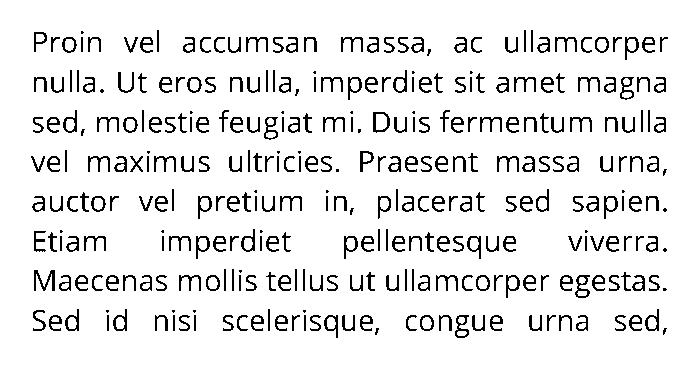 Proin vel accumsan massa, ac ullamcorper
nulla. Ut eros nulla, imperdiet sit amet magna
sed, molestie feugiat mi. Duis fermentum nulla
vel maximus ultricies. Praesent massa urna,
auctor vel pretium in, placerat sed sapien.
Etiam imperdiet pellentesque viverra.
Maecenas mollis tellus ut ullamcorper egestas.
Sed id nisi scelerisque, congue urna sed,